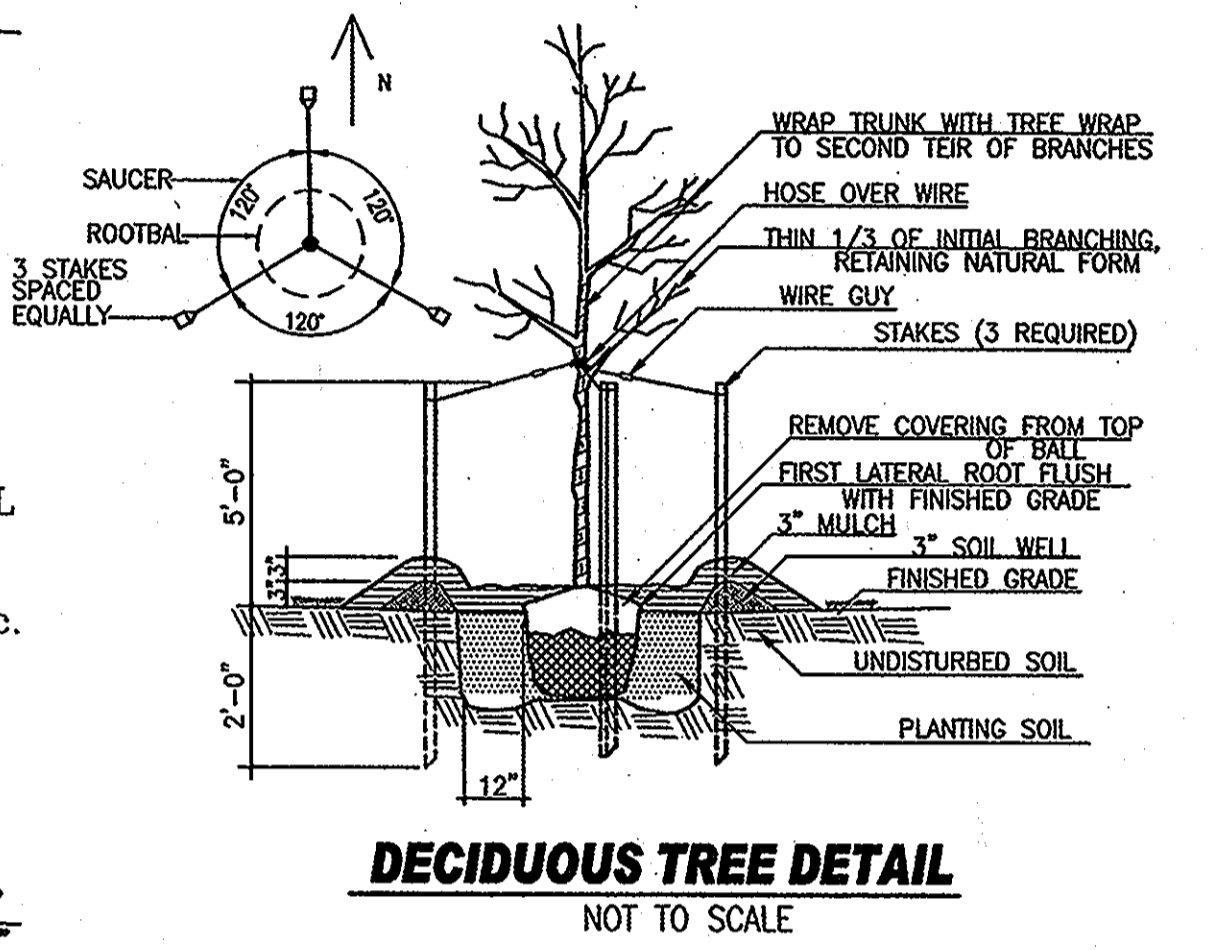 N
SAUCER
ROOTBAL
3 STAKES
SPACED
EQUALLY
120°
120°
120°
WRAP TRUNK WITH TREE WRAP
TO SECOND TEIR OF BRANCHES
HOSE OVER WIRE
THIN 1/3 OF INITIAL BRANCHING,
RETAINING NATURAL FORM
WIRE GUY
STAKES (3 REQUIRED)
REMOVE COVERING FROM TOP
OF BALL
FIRST LATERAL ROOT FLUSH
WITH FINISHED GRADE
3" MULCH
3" SOIL WELL
FINISHED GRADE
UNDISTURBED SOIL
PLANTING SOIL
5'-0"
3"
3"
2'-0"
12"
L
C.
DECIDUOUS TREE DETAIL
NOT TO SCALE